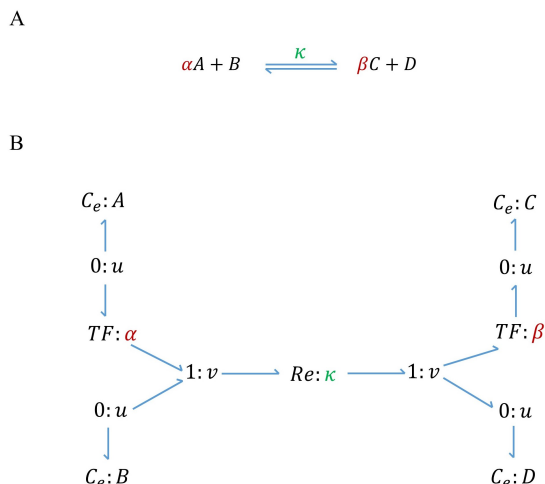 A
αA + B κ βC + D
B
Cₑ: A Cₑ: C
0: u 0: u
TF: α TF: β
1: v Re: κ 1: v
0: u 0: u
Cₑ: B Cₑ: D